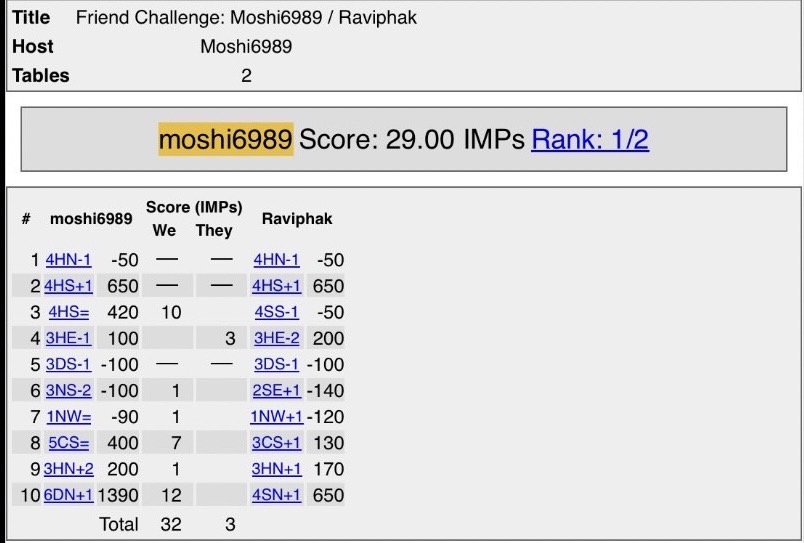 Title Friend Challenge: Moshi6989 / Raviphak
Host Moshi6989
Tables 2
moshi6989 Score: 29.00 IMPs Rank: 1/2
# moshi6989 Score (IMPs) We They Raviphak
1 4HN-1 -50 — — 4HN-1 -50
2 4HS+1 650 — — 4HS+1 650
3 4HS= 420 10 4SS-1 -50
4 3HE-1 100 3 3HE-2 200
5 3DS-1 -100 — — 3DS-1 -100
6 3NS-2 -100 1 2SE+1 -140
7 1NW= -90 1 1NW+1 -120
8 5CS= 400 7 3CS+1 130
9 3HN+2 200 1 3HN+1 170
10 6DN+1 1390 12 4SN+1 650
Total 32 3